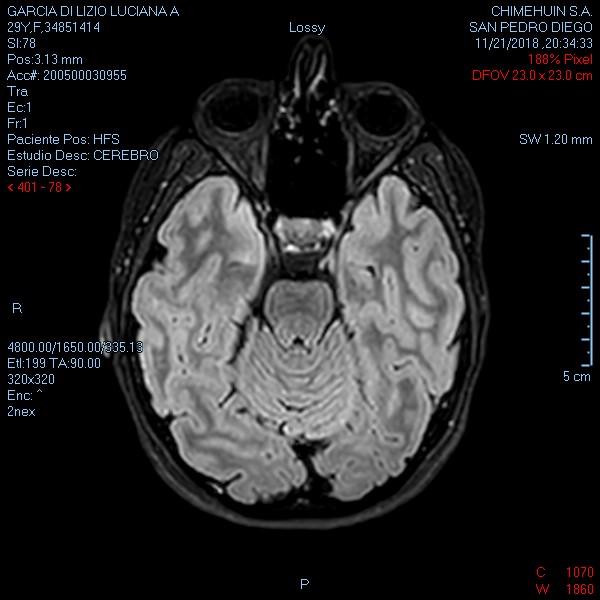 GARCIA DI LIZIO LUCIANA A
29Y,F,34851414
Sl:78
Pos:3.13 mm
Acc#: 200500030955
Tra
Ec:1
Fr:1
Paciente Pos: HFS
Estudio Desc: CEREBRO
Serie Desc:
< 401 - 78 >
Lossy
CHIMEHUIN S.A.
SAN PEDRO DIEGO
11/21/2018 ,20:34:33
188% Pixel
DFOV 23.0 x 23.0 cm
SW 1.20 mm
R
4800.00/1650.00/335.13
Etl:199 TA:90.00
320x320
Enc: ^
2nex
5 cm
P
C 1070
W 1860